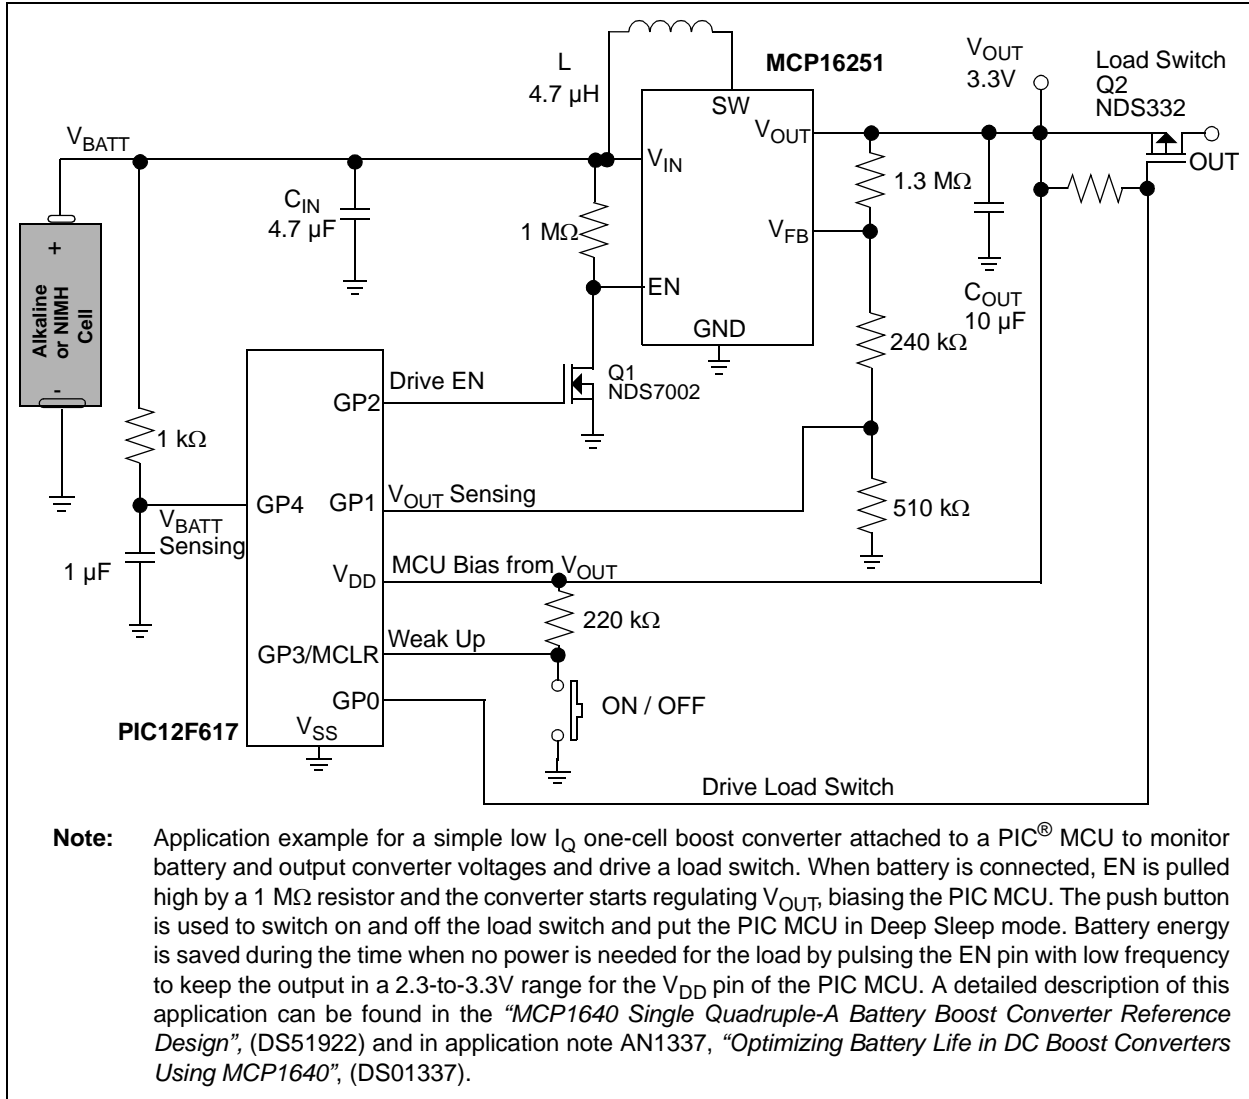 L
4.7 µH
MCP16251
V_OUT
3.3V
Load Switch
Q2
NDS332
SW
V_OUT
V_BATT
V_IN
OUT
1.3 MΩ
C_IN
4.7 µF
1 MΩ
V_FB
+
Alkaline
or NIMH
Cell
-
EN
C_OUT
10 µF
GND
240 kΩ
Q1
NDS7002
Drive EN
GP2
1 kΩ
GP4
GP1
V_OUT Sensing
510 kΩ
V_BATT
Sensing
1 µF
V_DD
MCU Bias from V_OUT
220 kΩ
Weak Up
GP3/MCLR
GP0
ON / OFF
PIC12F617
V_SS
Drive Load Switch
Note: Application example for a simple low I_Q one-cell boost converter attached to a PIC® MCU to monitor
battery and output converter voltages and drive a load switch. When battery is connected, EN is pulled
high by a 1 MΩ resistor and the converter starts regulating V_OUT, biasing the PIC MCU. The push button
is used to switch on and off the load switch and put the PIC MCU in Deep Sleep mode. Battery energy
is saved during the time when no power is needed for the load by pulsing the EN pin with low frequency
to keep the output in a 2.3-to-3.3V range for the V_DD pin of the PIC MCU. A detailed description of this
application can be found in the “MCP1640 Single Quadruple-A Battery Boost Converter Reference
Design”, (DS51922) and in application note AN1337, “Optimizing Battery Life in DC Boost Converters
Using MCP1640”, (DS01337).